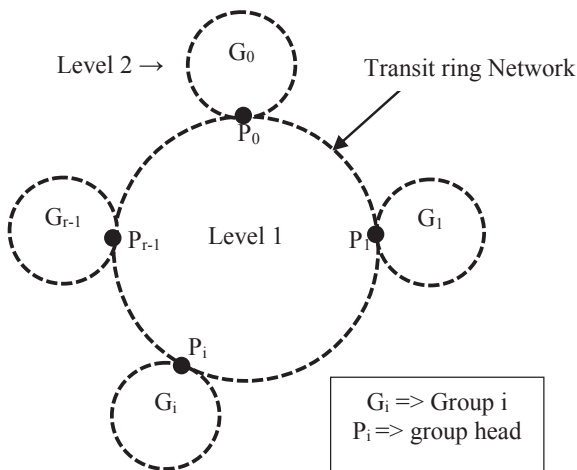 G₀
Level 2 →
Transit ring Network
P₀
Gᵣ₋₁
G₁
Pᵣ₋₁
Level 1
P₁
Pᵢ
Gᵢ
Gᵢ => Group i
Pᵢ => group head